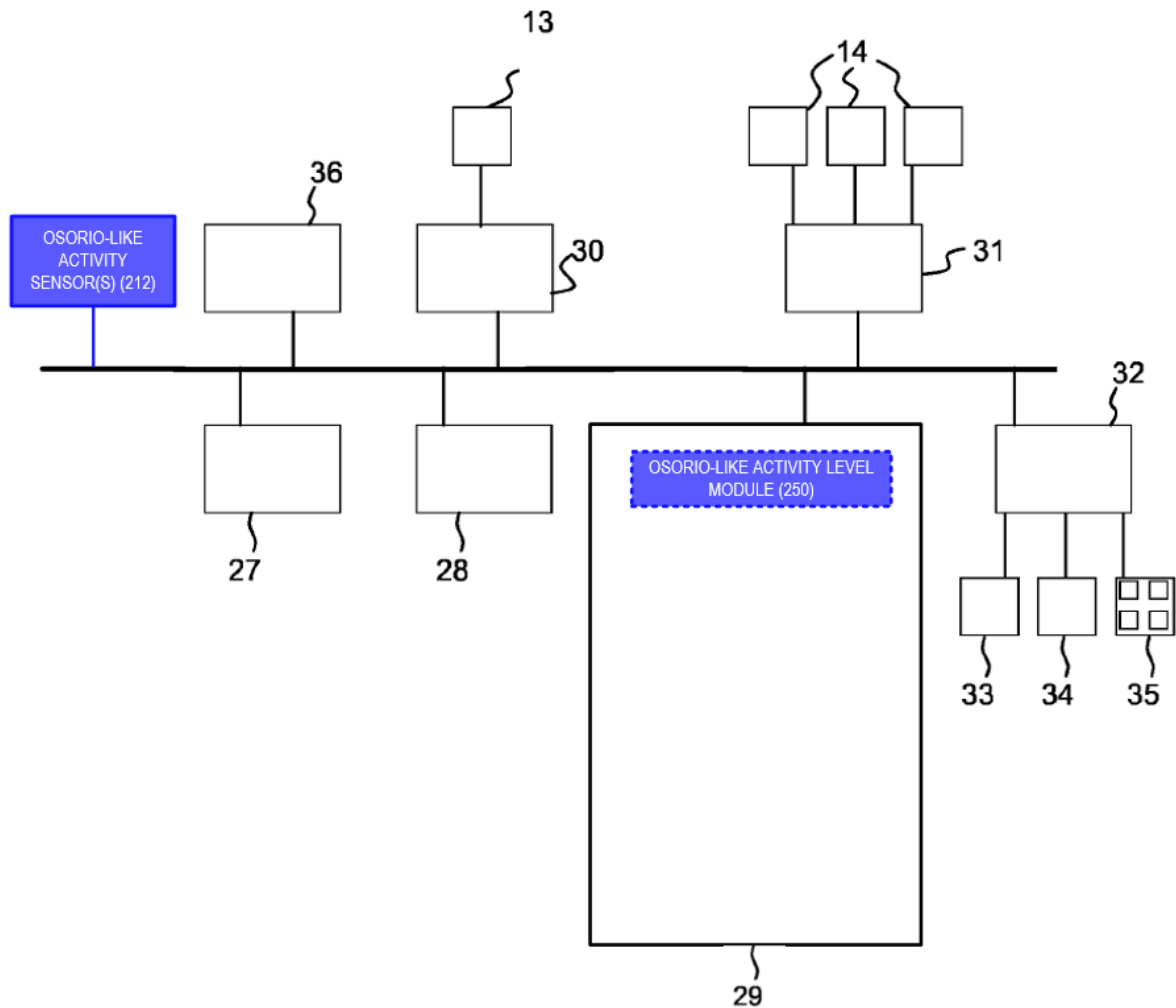 13
14
36
OSORIO-LIKE
ACTIVITY
SENSOR(S) (212)
30
31
32
OSORIO-LIKE ACTIVITY LEVEL
MODULE (250)
27
28
33
34
35
29